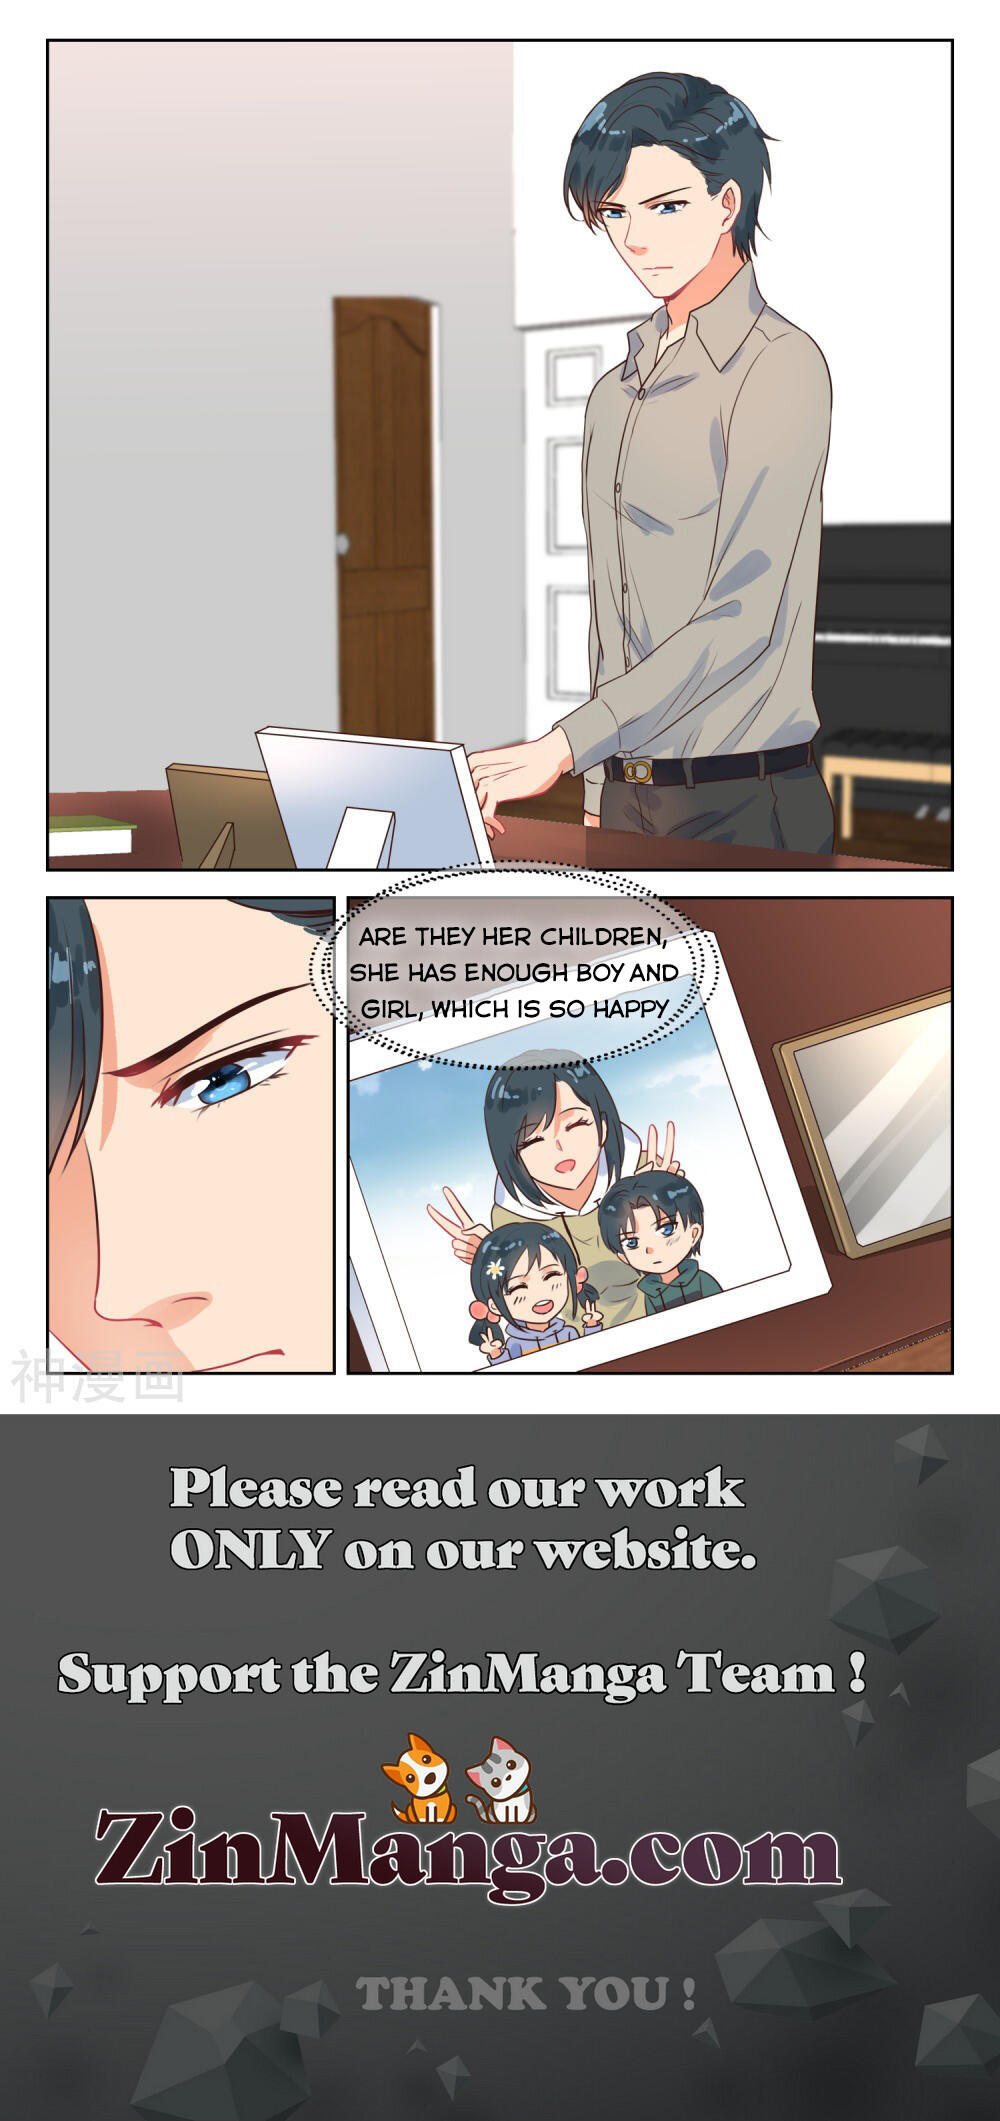 ARE THEY HER CHILDREN,
SHE HAS ENOUGH BOY AND
GIRL, WHICH IS SO HAPPY
神漫画
Please read our work
ONLY on our website.
Support the ZinManga Team !
ZinManga.com
THANK YOU !